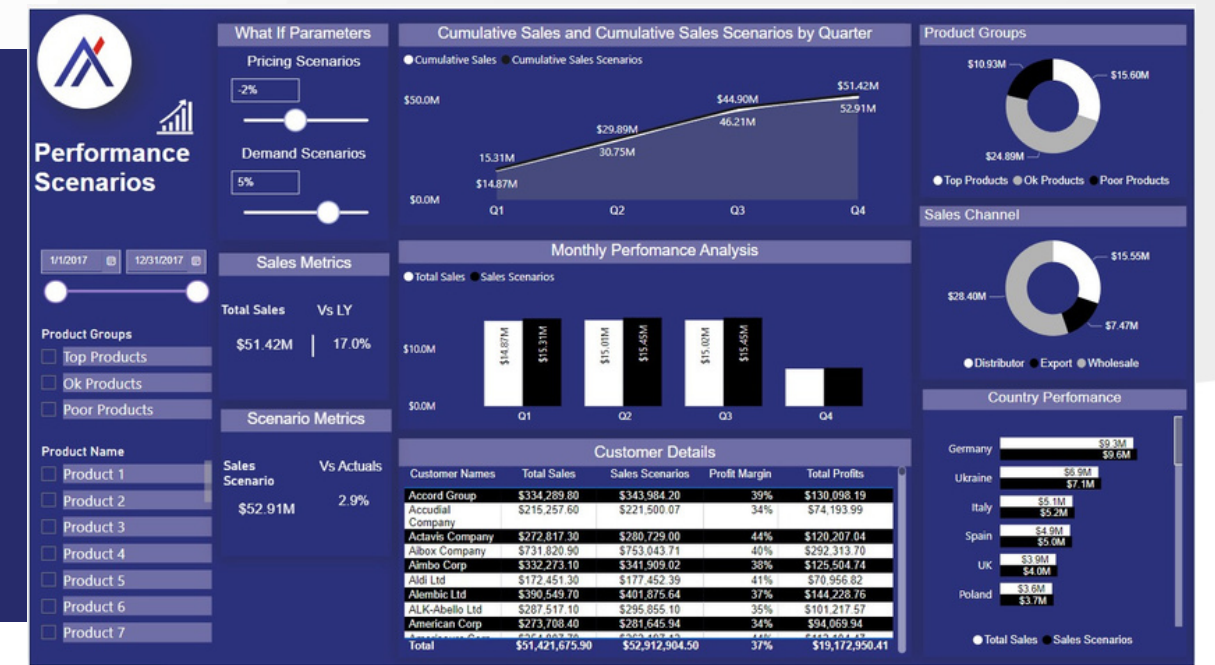 Performance
Scenarios
1/1/2017
12/31/2017
Product Groups
Top Products
Ok Products
Poor Products
Product Name
Product 1
Product 2
Product 3
Product 4
Product 5
Product 6
Product 7
What If Parameters
Pricing Scenarios
-2%
Demand Scenarios
5%
Sales Metrics
Total Sales Vs LY
$51.42M 17.0%
Scenario Metrics
Sales
Scenario
Vs Actuals
$52.91M 2.9%
Cumulative Sales and Cumulative Sales Scenarios by Quarter
Cumulative Sales Cumulative Sales Scenarios
$50.0M
$0.0M
15.31M
$14.87M
$29.89M
30.75M
$44.90M
46.21M
$51.42M
52.91M
Q1 Q2 Q3 Q4
Monthly Perfomance Analysis
Total Sales Sales Scenarios
$10.0M
$0.0M
$14.87M $15.31M $15.01M $15.45M $15.02M $15.45M
Q1 Q2 Q3 Q4
Customer Details
Customer Names Total Sales Sales Scenarios Profit Margin Total Profits
Accord Group $334,289.80 $343,984.20 39% $130,098.19
Accudial $215,257.60 $221,500.07 34% $74,193.99
Company
Actavis Company $272,817.30 $280,729.00 44% $120,207.04
Aibox Company $731,820.90 $753,043.71 40% $292,313.70
Aimbo Corp $332,273.10 $341,909.02 38% $125,504.74
Aldi Ltd $172,451.30 $177,452.39 41% $70,956.82
Alembic Ltd $390,549.70 $401,875.64 37% $144,228.76
ALK-Abello Ltd $287,517.10 $295,855.10 35% $101,217.57
American Corp $273,708.40 $281,645.94 34% $94,069.94
Total $51,421,675.90 $52,912,904.50 37% $19,172,950.41
Product Groups
$10.93M
$15.60M
$24.89M
Top Products Ok Products Poor Products
Sales Channel
$15.55M
$28.40M
$7.47M
Distributor Export Wholesale
Country Perfomance
Germany $9.3M
$9.6M
Ukraine $6.9M
$7.1M
Italy $5.1M
$5.2M
Spain $4.9M
$5.0M
UK $3.9M
$4.0M
Poland $3.6M
$3.7M
Total Sales Sales Scenarios